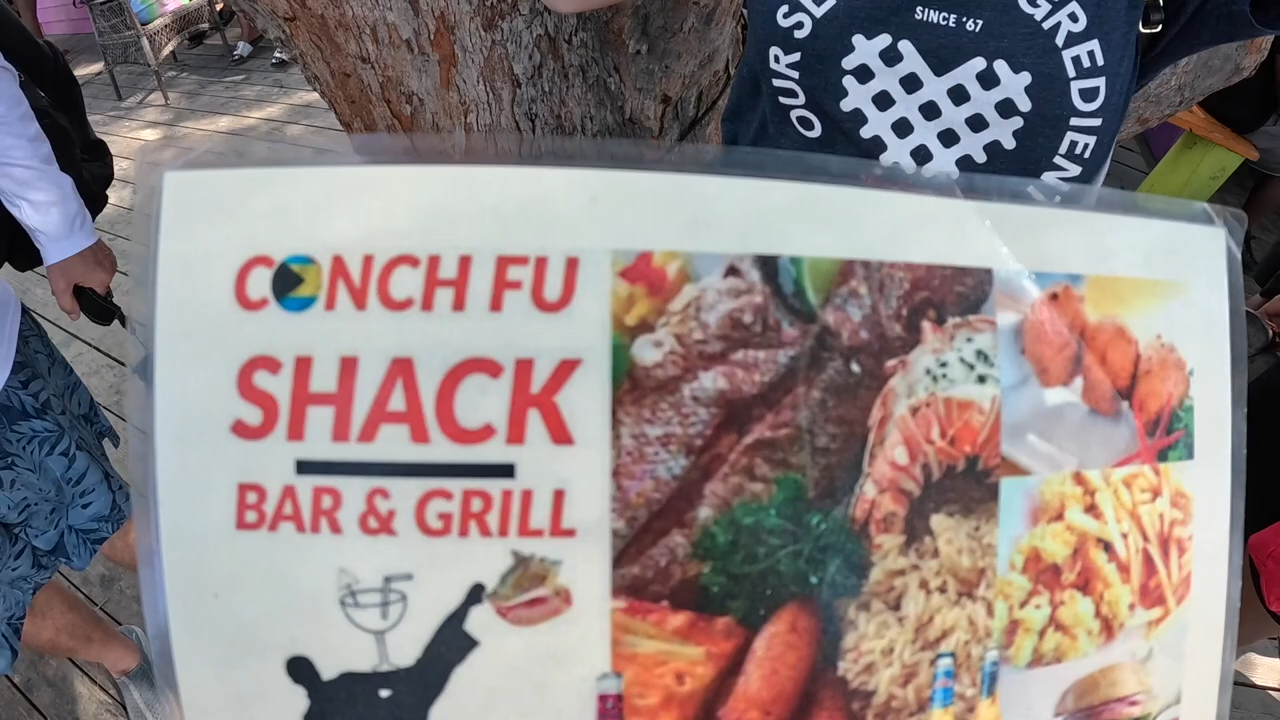 OUR SE GREDIEN
SINCE '67
CONCH FU
SHACK
BAR & GRILL